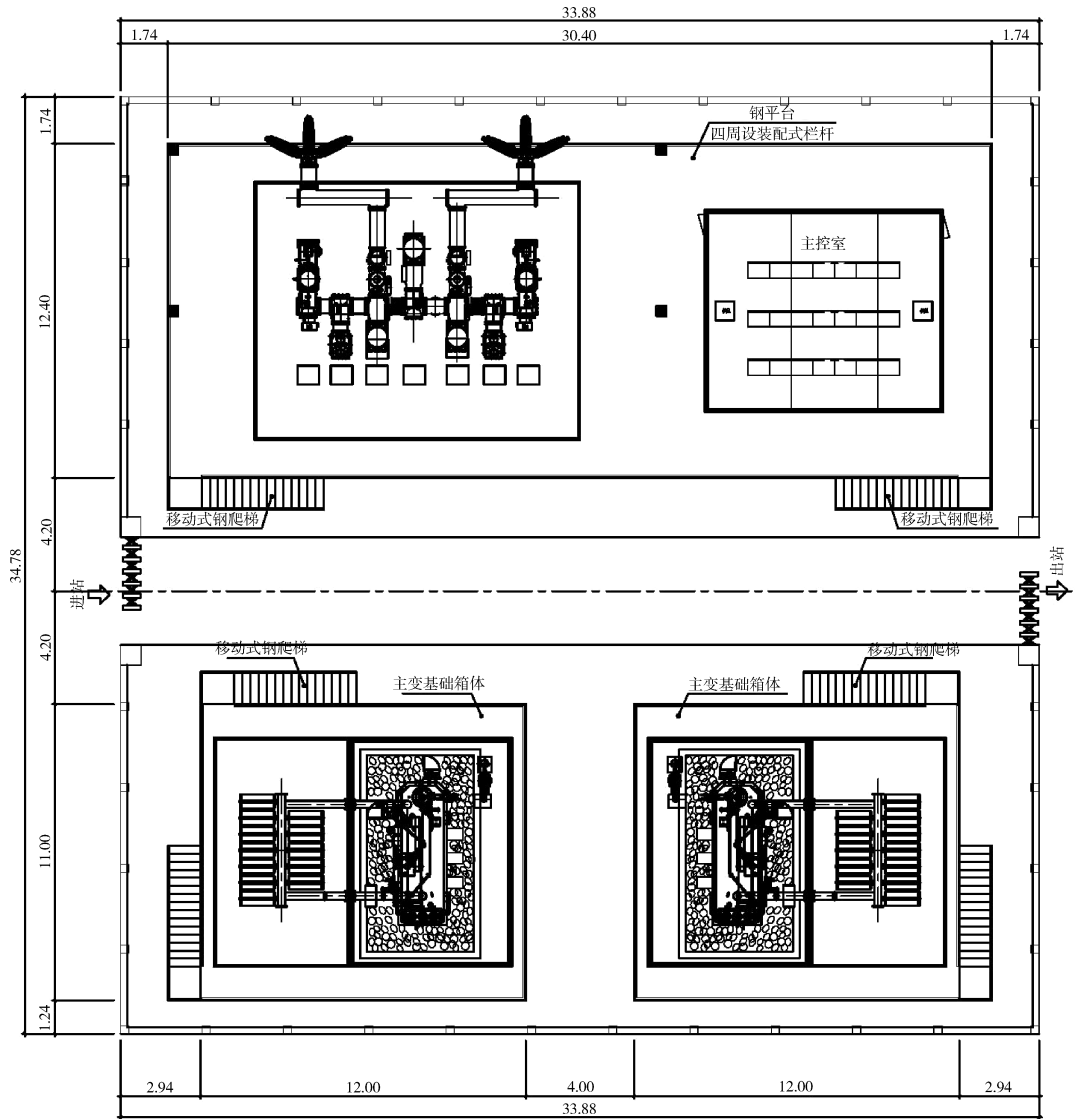 33.88
1.74
30.40
1.74
钢平台
四周设装配式栏杆
主控室
1.74
12.40
4.20
34.78
4.20
11.00
1.24
移动式钢爬梯
移动式钢爬梯
进站
出站
移动式钢爬梯
移动式钢爬梯
主变基础箱体
主变基础箱体
2.94
12.00
4.00
12.00
2.94
33.88